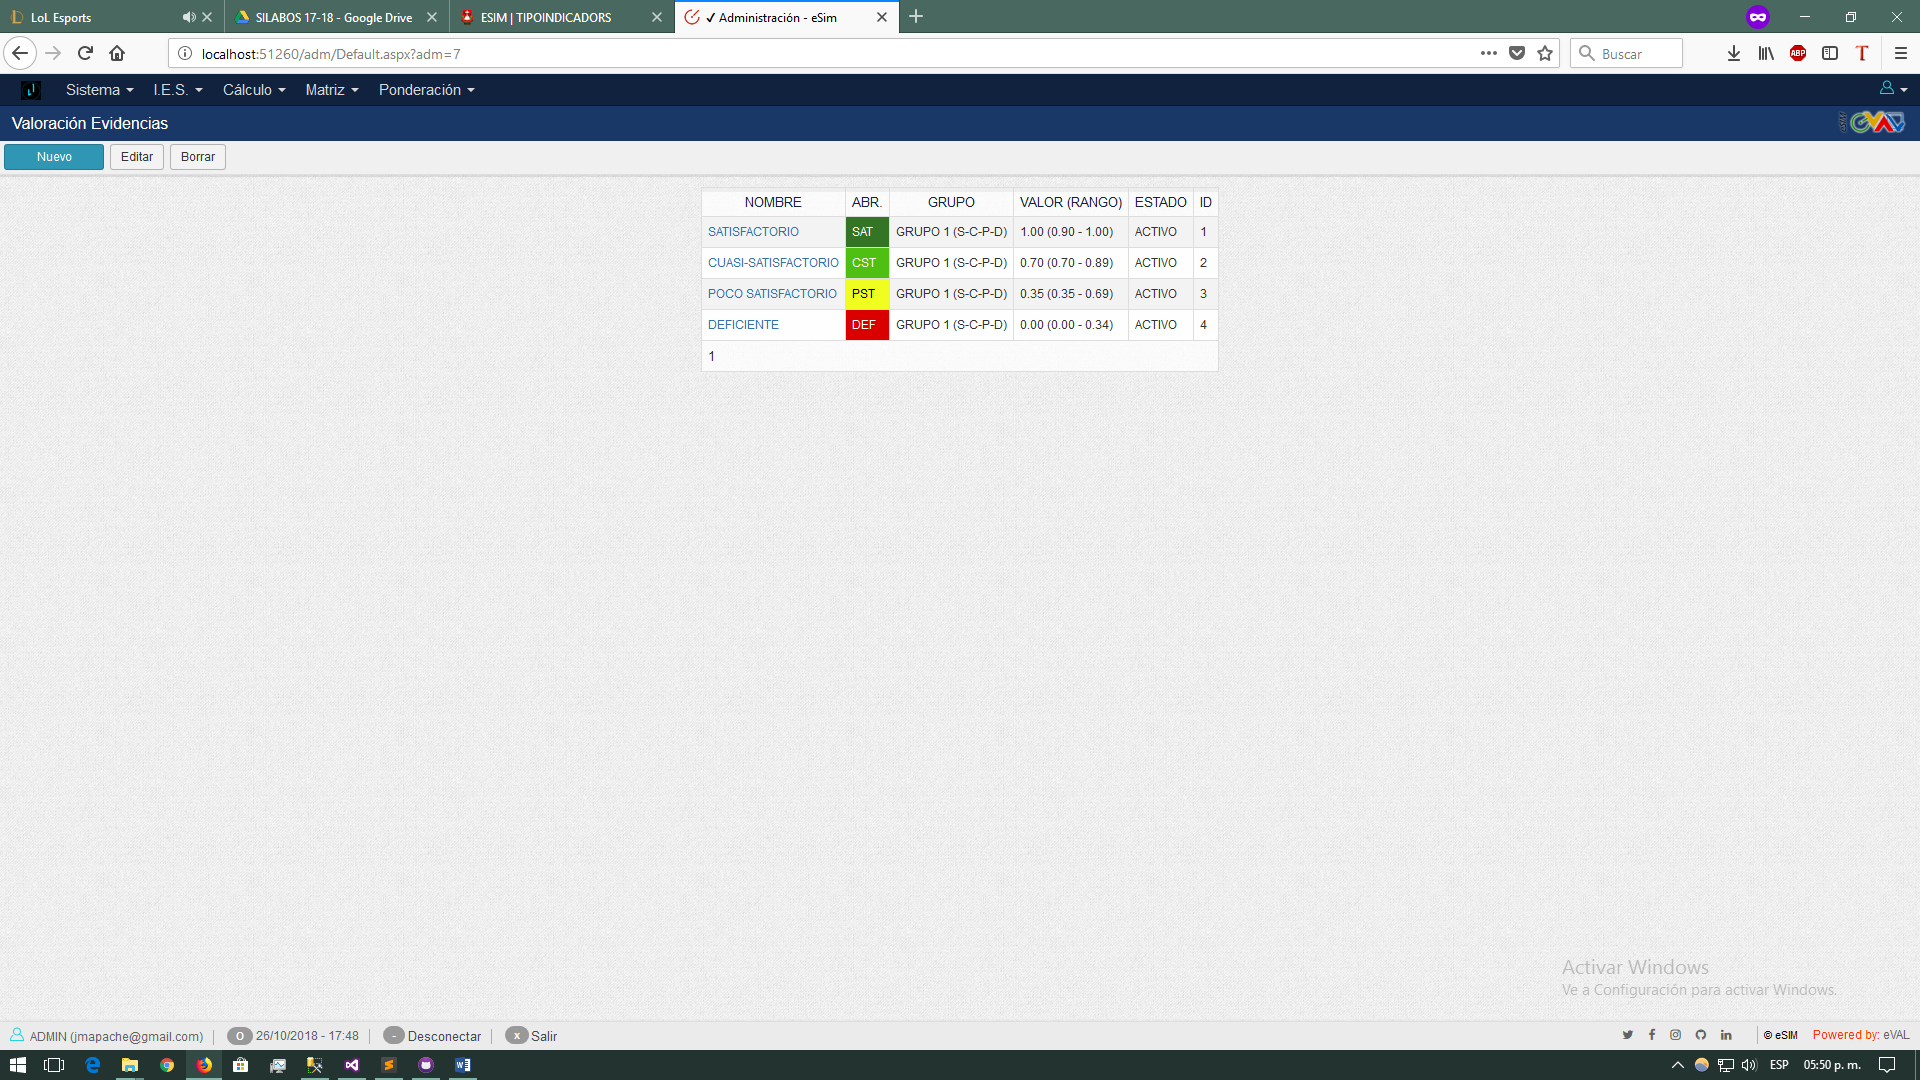 LoL Esports
SILABOS 17-18 - Google Drive
ESIM | TIPOINDICADORS
✓ Administración - eSim
localhost:51260/adm/Default.aspx?adm=7
Buscar
ABP
T
Sistema I.E.S. Cálculo Matriz Ponderación
Valoración Evidencias
Nuevo Editar Borrar
NOMBRE ABR. GRUPO VALOR (RANGO) ESTADO ID
SATISFACTORIO SAT GRUPO 1 (S-C-P-D) 1.00 (0.90 - 1.00) ACTIVO 1
CUASI-SATISFACTORIO CST GRUPO 1 (S-C-P-D) 0.70 (0.70 - 0.89) ACTIVO 2
POCO SATISFACTORIO PST GRUPO 1 (S-C-P-D) 0.35 (0.35 - 0.69) ACTIVO 3
DEFICIENTE DEF GRUPO 1 (S-C-P-D) 0.00 (0.00 - 0.34) ACTIVO 4
1
Activar Windows
Ve a Configuración para activar Windows.
ADMIN (jmapache@gmail.com) O 26/10/2018 - 17:48 - Desconectar x Salir
© eSIM Powered by: eVAL
ESP 05:50 p. m.